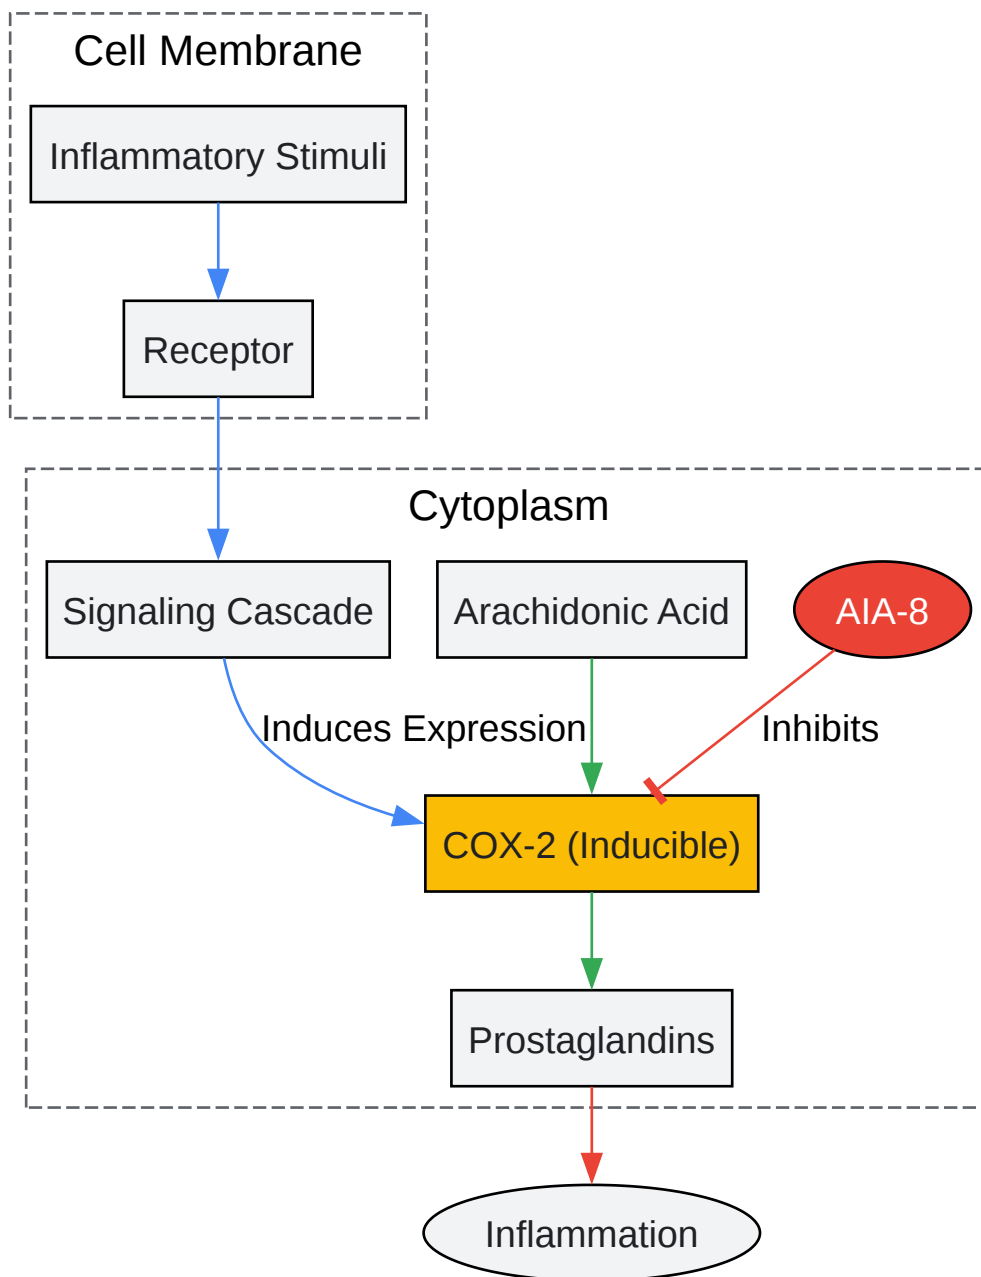 Cell Membrane
Inflammatory Stimuli
Receptor
Cytoplasm
Signaling Cascade
Arachidonic Acid
AIA-8
Induces Expression
Inhibits
COX-2 (Inducible)
Prostaglandins
Inflammation